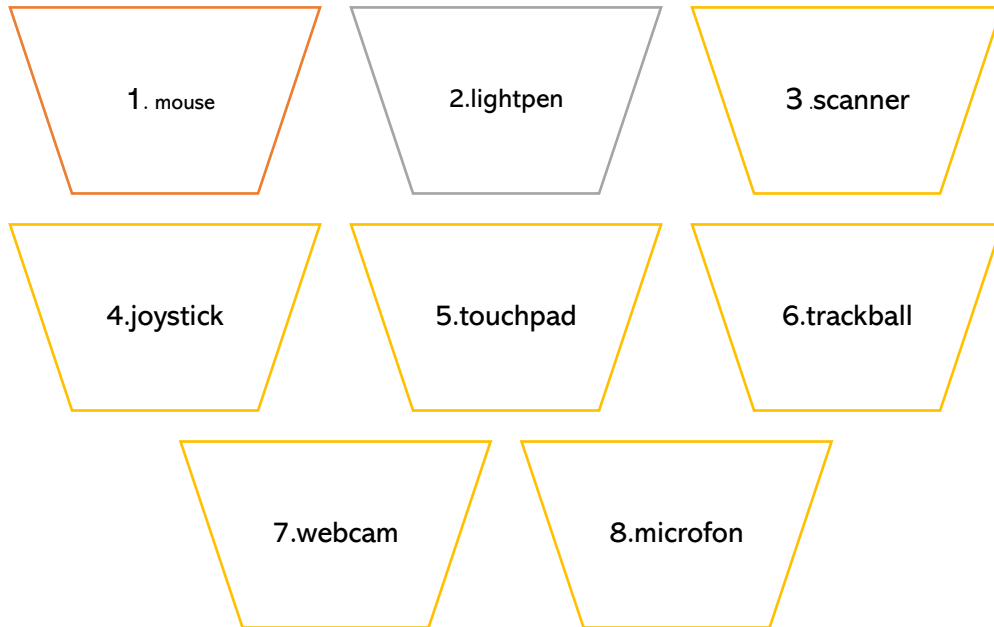 1. mouse
2.lightpen
3 .scanner
4.joystick
5.touchpad
6.trackball
7.webcam
8.microfon